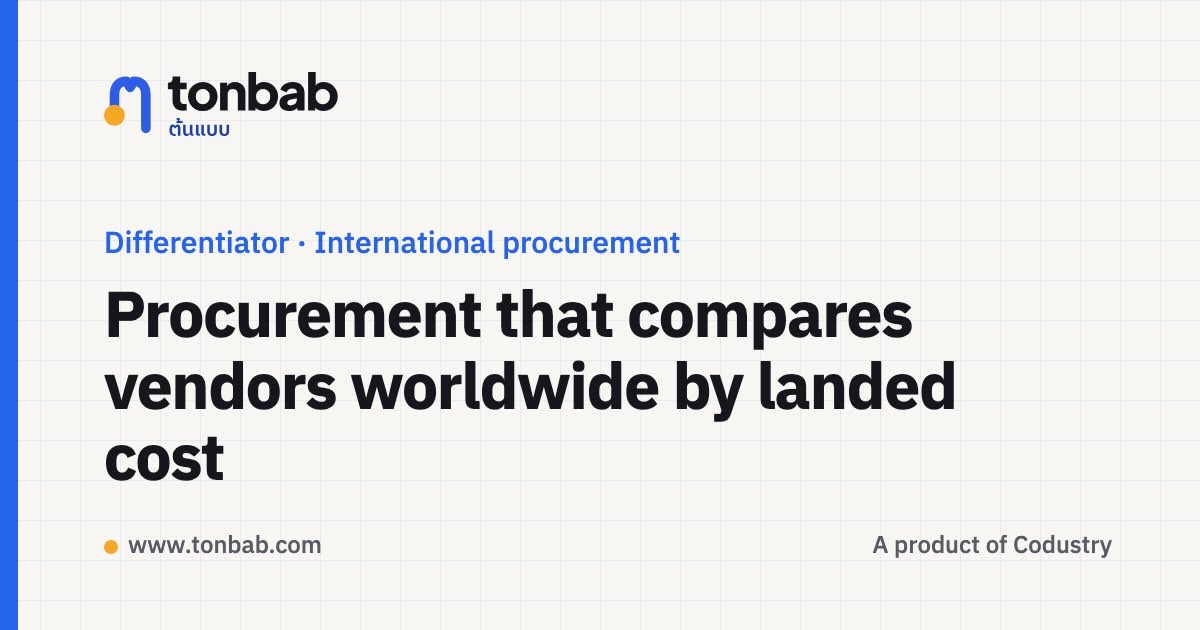 tonbab
ต้นแบบ
Differentiator · International procurement
Procurement that compares
vendors worldwide by landed
cost
www.tonbab.com
A product of Codustry